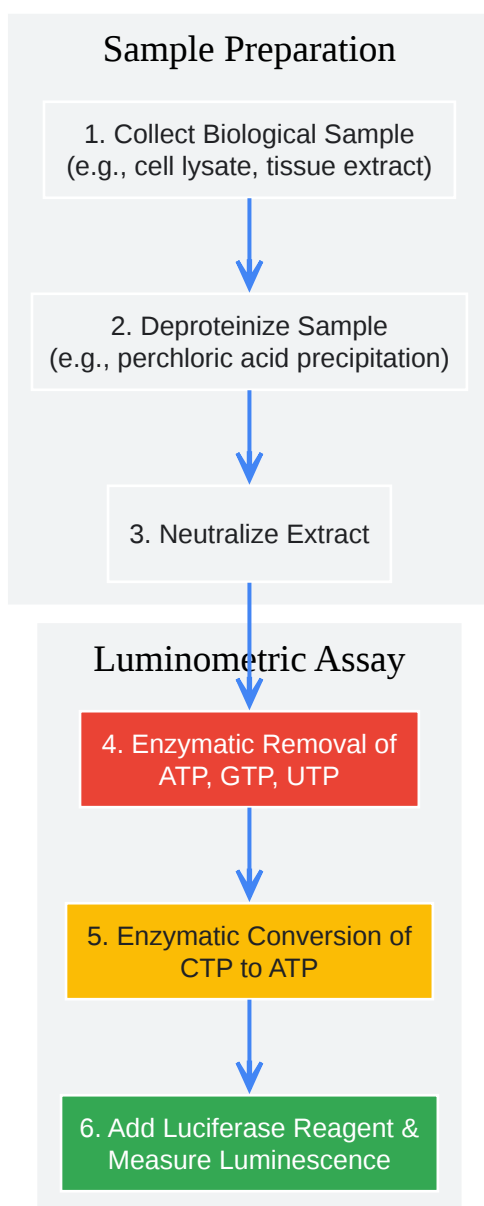 Sample Preparation
1. Collect Biological Sample
(e.g., cell lysate, tissue extract)
2. Deproteinize Sample
(e.g., perchloric acid precipitation)
3. Neutralize Extract
Luminometric Assay
4. Enzymatic Removal of
ATP, GTP, UTP
5. Enzymatic Conversion of
CTP to ATP
6. Add Luciferase Reagent &
Measure Luminescence